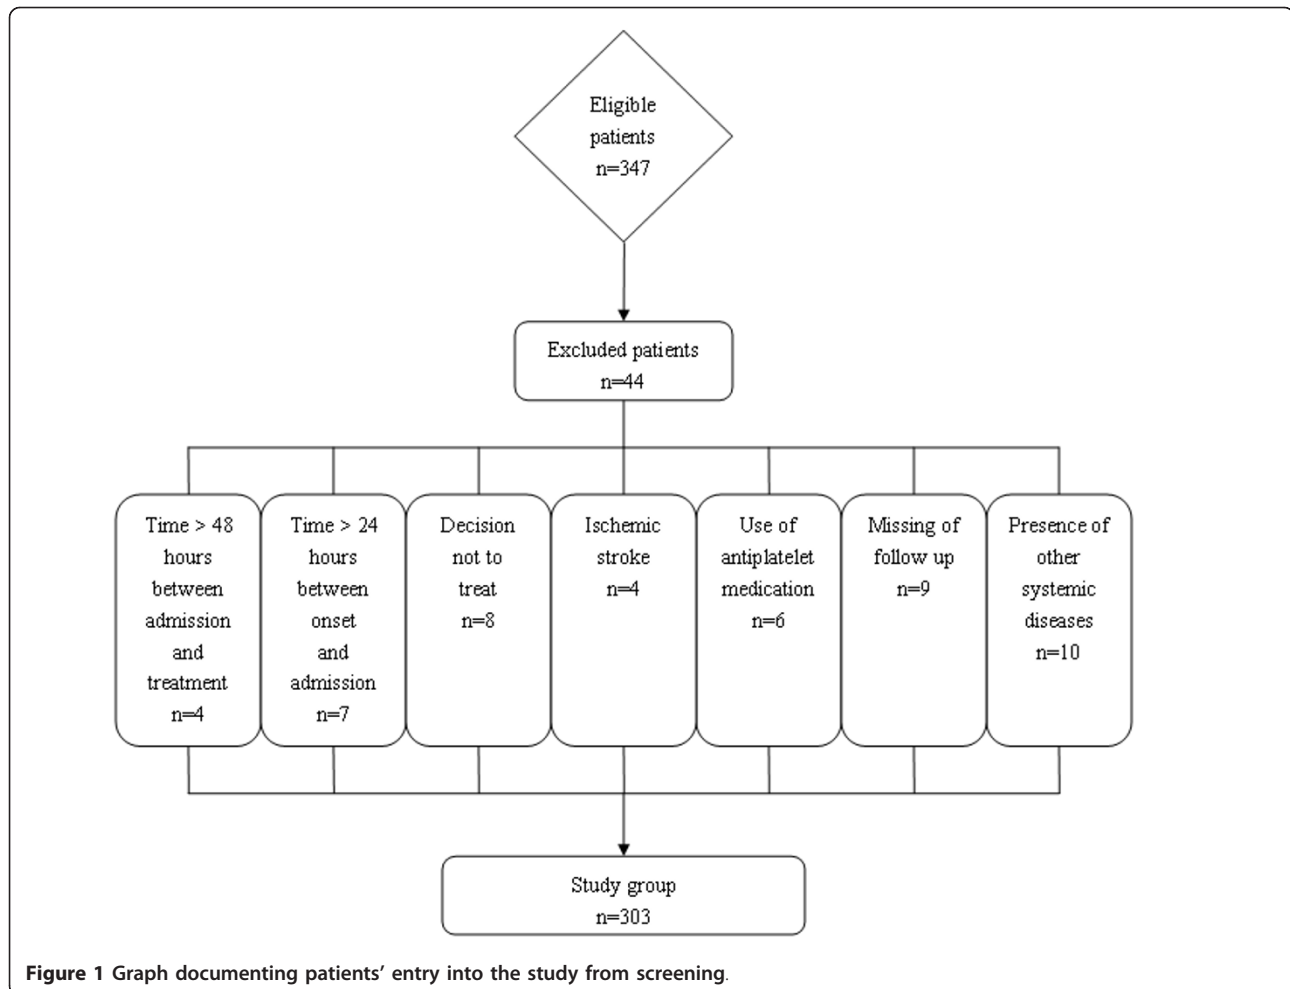 Eligible
patients
n=347
Excluded patients
n=44
Time > 48
hours
between
admission
and
treatment
n=4
Time > 24
hours
between
onset
and
admission
n=7
Decision
not to
treat
n=8
Ischemic
stroke
n=4
Use of
antiplatelet
medication
n=6
Missing of
follow up
n=9
Presence of
other
systemic
diseases
n=10
Study group
n=303
Figure 1 Graph documenting patients’ entry into the study from screening.